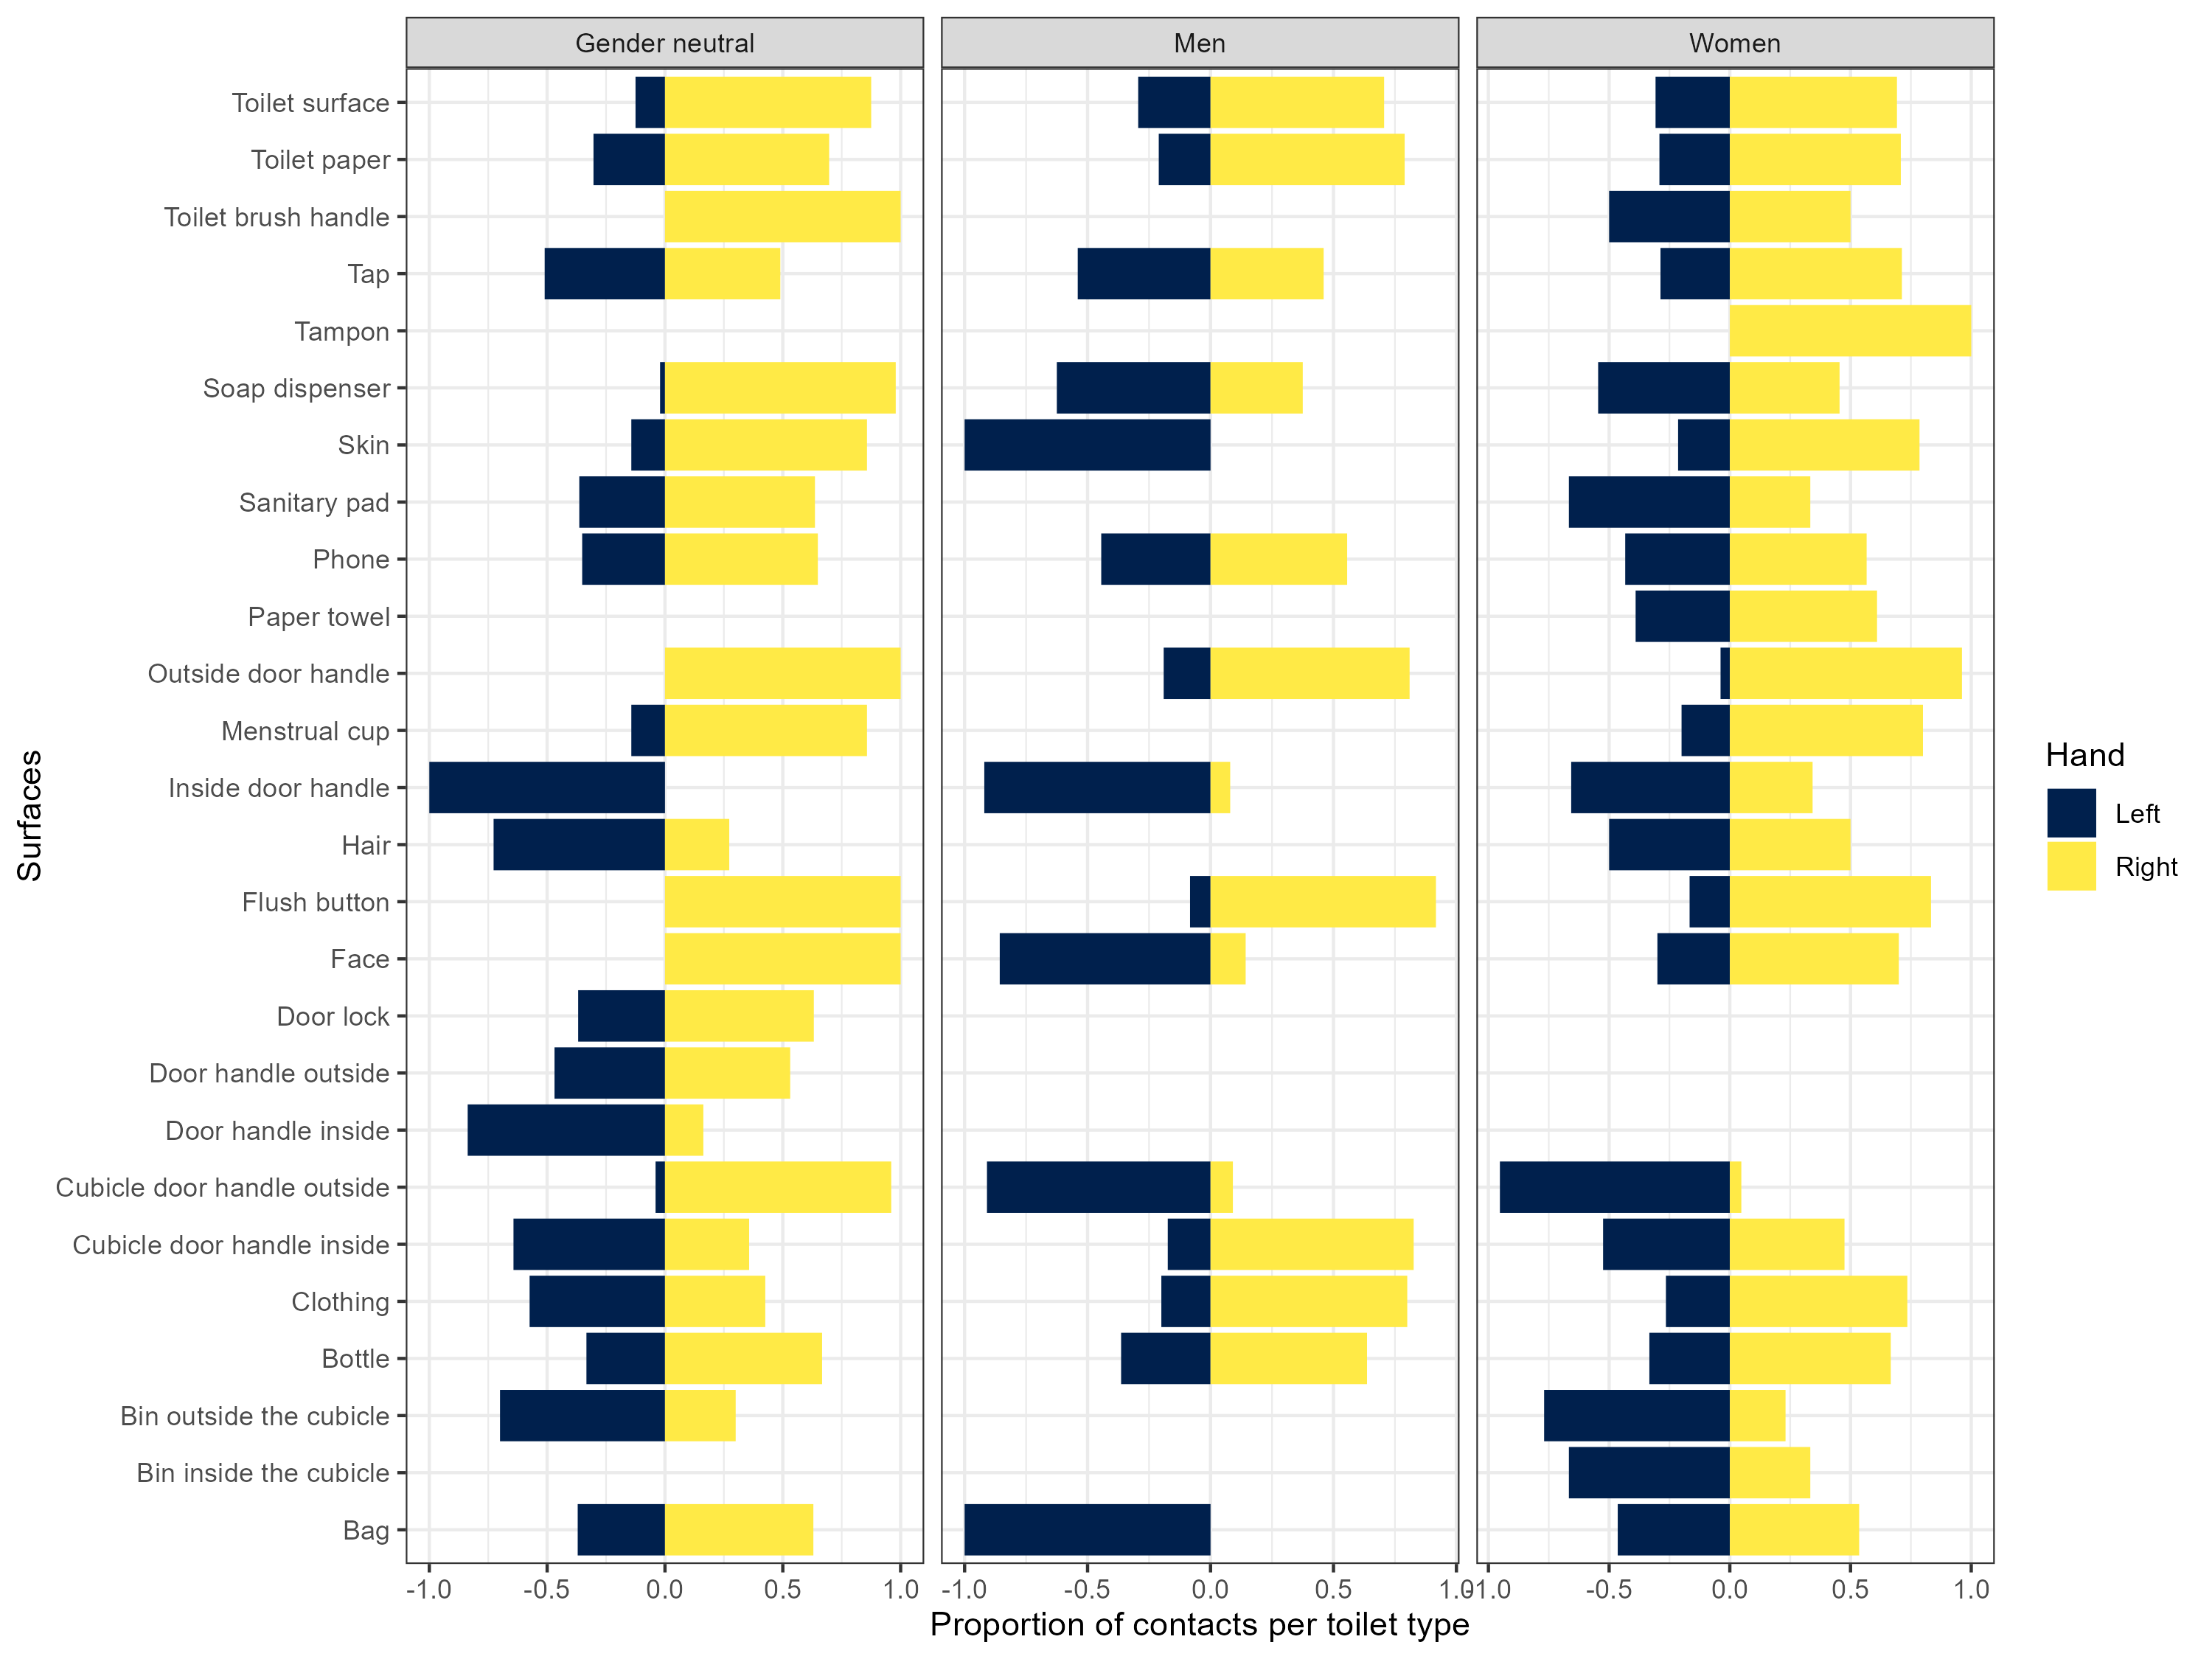 Gender neutral
Men
Women
Toilet surface
Toilet paper
Toilet brush handle
Tap
Tampon
Soap dispenser
Skin
Sanitary pad
Phone
Paper towel
Outside door handle
Menstrual cup
Inside door handle
Hair
Flush button
Face
Door lock
Door handle outside
Door handle inside
Cubicle door handle outside
Cubicle door handle inside
Clothing
Bottle
Bin outside the cubicle
Bin inside the cubicle
Bag
Surfaces
-1.0 -0.5 0.0 0.5 1.0
-1.0 -0.5 0.0 0.5 1.0
-1.0 -0.5 0.0 0.5 1.0
Proportion of contacts per toilet type
Hand
Left
Right